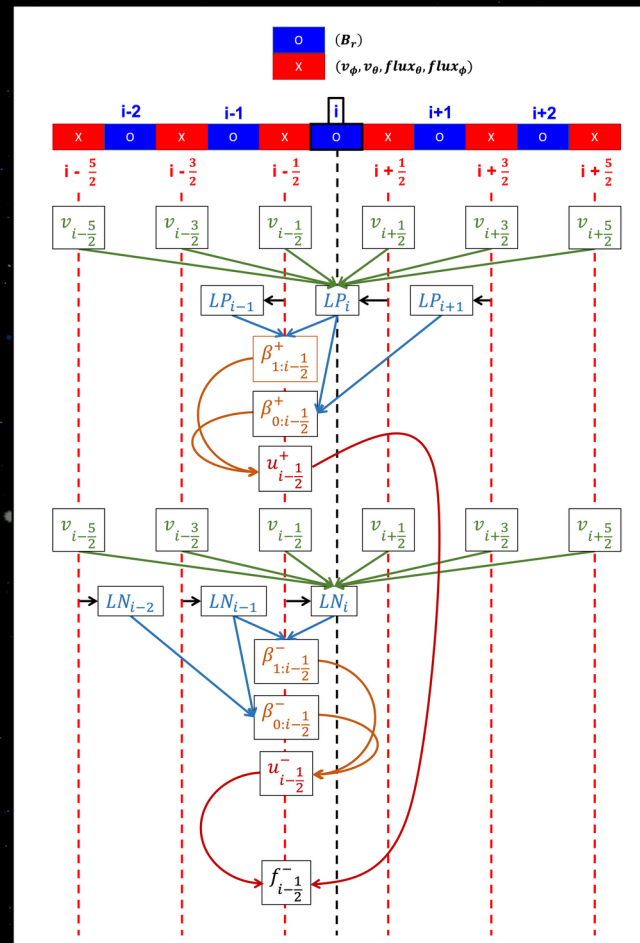 O (B_r)
X (v_ϕ, v_θ, flux_θ, flux_ϕ)
i-2 i-1 i i+1 i+2
X O X O X O X O X O X
i - 5/2 i - 3/2 i - 1/2 i + 1/2 i + 3/2 i + 5/2
v_{i-5/2} v_{i-3/2} v_{i-1/2} v_{i+1/2} v_{i+3/2} v_{i+5/2}
LP_{i-1} LP_i LP_{i+1}
β^+_{1:i-1/2}
β^+_{0:i-1/2}
u^+_{i-1/2}
v_{i-5/2} v_{i-3/2} v_{i-1/2} v_{i+1/2} v_{i+3/2} v_{i+5/2}
LN_{i-2} LN_{i-1} LN_i
β^-_{1:i-1/2}
β^-_{0:i-1/2}
u^-_{i-1/2}
f^-_{i-1/2}